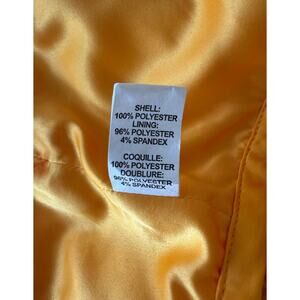 SHELL:
100% POLYESTER
LINING:
96% POLYESTER
4% SPANDEX
COQUILLE:
100% POLYESTER
DOUBLURE:
96% POLYESTER
4% SPANDEX